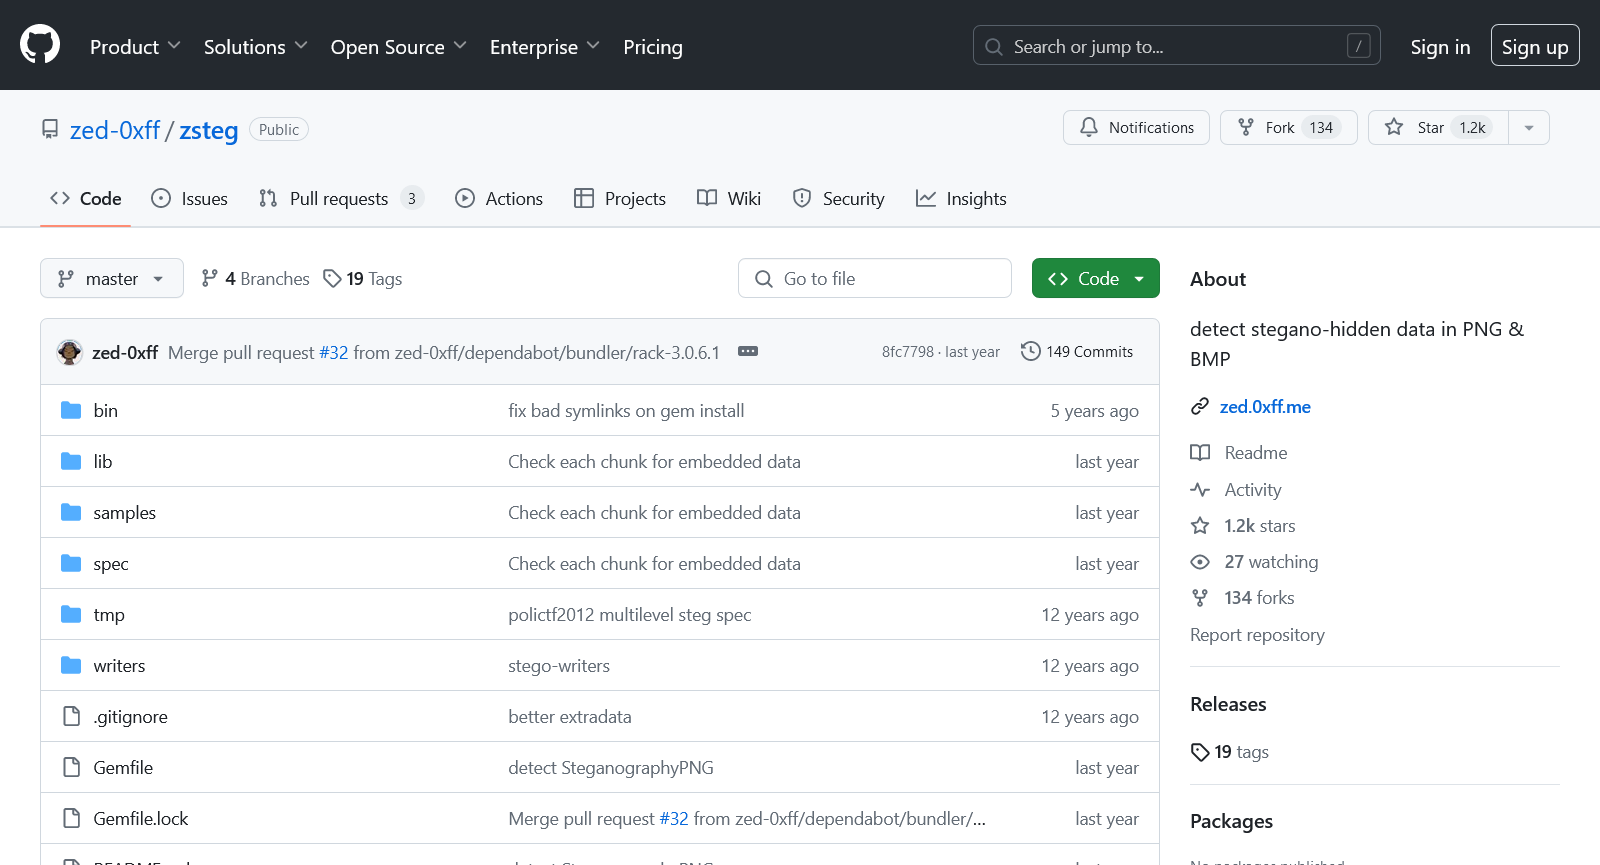 Product Solutions Open Source Enterprise Pricing Search or jump to... / Sign in Sign up
zed-0xff / zsteg Public Notifications Fork 134 Star 1.2k
Code Issues Pull requests 3 Actions Projects Wiki Security Insights
master 4 Branches 19 Tags Go to file Code
zed-0xff Merge pull request #32 from zed-0xff/dependabot/bundler/rack-3.0.6.1 8fc7798 · last year 149 Commits
bin fix bad symlinks on gem install 5 years ago
lib Check each chunk for embedded data last year
samples Check each chunk for embedded data last year
spec Check each chunk for embedded data last year
tmp polictf2012 multilevel steg spec 12 years ago
writers stego-writers 12 years ago
.gitignore better extradata 12 years ago
Gemfile detect SteganographyPNG last year
Gemfile.lock Merge pull request #32 from zed-0xff/dependabot/bundler/... last year
About
detect stegano-hidden data in PNG &
BMP
zed.0xff.me
Readme
Activity
1.2k stars
27 watching
134 forks
Report repository
Releases
19 tags
Packages